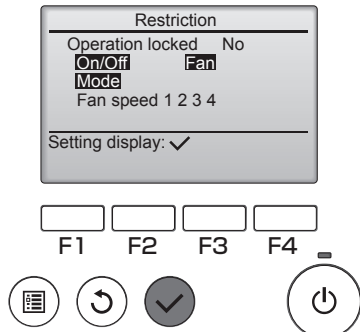 Restriction
Operation locked No
On/Off Fan
Mode
Fan speed 1 2 3 4
Setting display: ✓
F1 F2 F3 F4